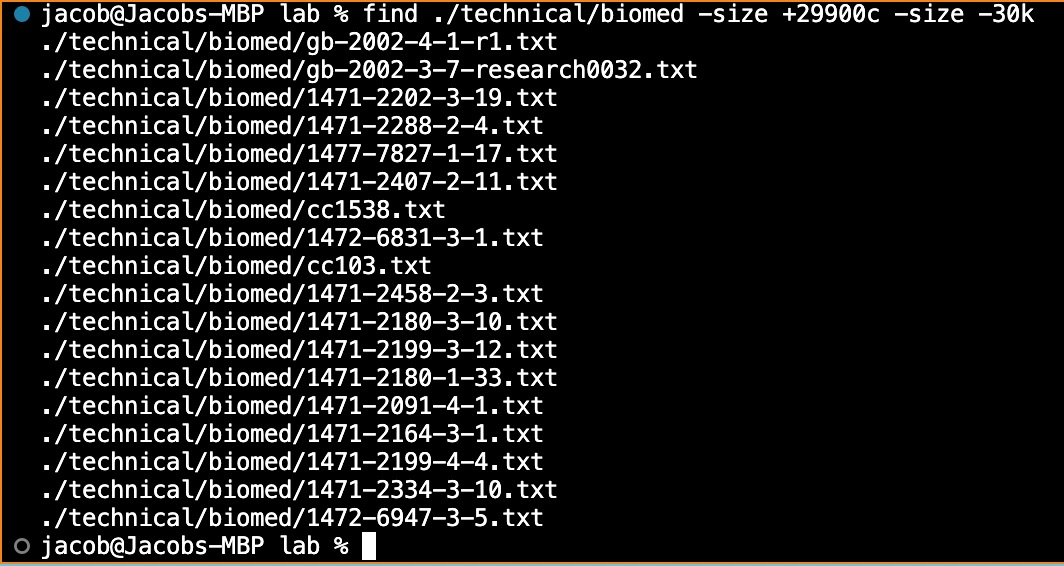 jacob@Jacobs-MBP lab % find ./technical/biomed -size +29900c -size -30k
./technical/biomed/gb-2002-4-1-r1.txt
./technical/biomed/gb-2002-3-7-research0032.txt
./technical/biomed/1471-2202-3-19.txt
./technical/biomed/1471-2288-2-4.txt
./technical/biomed/1477-7827-1-17.txt
./technical/biomed/1471-2407-2-11.txt
./technical/biomed/cc1538.txt
./technical/biomed/1472-6831-3-1.txt
./technical/biomed/cc103.txt
./technical/biomed/1471-2458-2-3.txt
./technical/biomed/1471-2180-3-10.txt
./technical/biomed/1471-2199-3-12.txt
./technical/biomed/1471-2180-1-33.txt
./technical/biomed/1471-2091-4-1.txt
./technical/biomed/1471-2164-3-1.txt
./technical/biomed/1471-2199-4-4.txt
./technical/biomed/1471-2334-3-10.txt
./technical/biomed/1472-6947-3-5.txt
jacob@Jacobs-MBP lab %